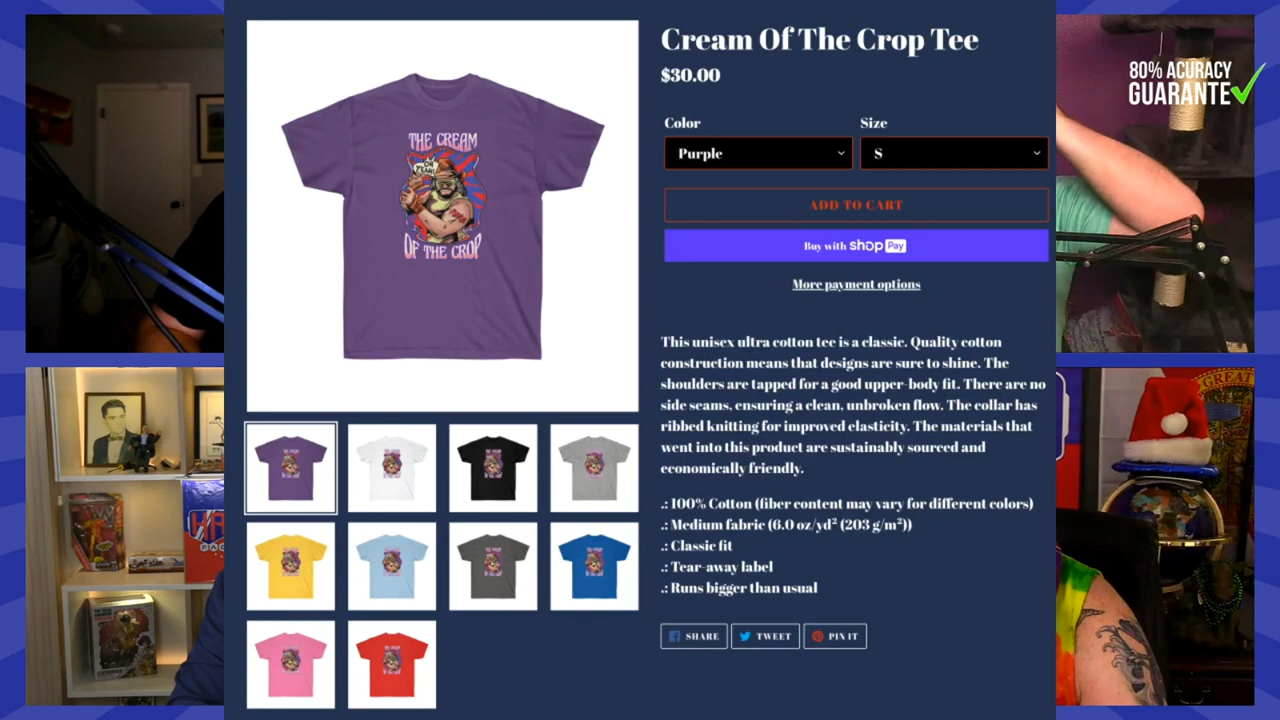 Cream Of The Crop Tee
$30.00
Color
Size
Purple
S
ADD TO CART
Buy with shop Pay
More payment options
This unisex ultra cotton tee is a classic. Quality cotton
construction means that designs are sure to shine. The
shoulders are tapped for a good upper-body fit. There are no
side seams, ensuring a clean, unbroken flow. The collar has
ribbed knitting for improved elasticity. The materials that
went into this product are sustainably sourced and
economically friendly.
.: 100% Cotton (fiber content may vary for different colors)
.: Medium fabric (6.0 oz/yd² (203 g/m²))
.: Classic fit
.: Tear-away label
.: Runs bigger than usual
SHARE
TWEET
PIN IT
THE CREAM
OH
YEAH!
OF THE CROP
80% ACURACY
GUARANTE
GREAT